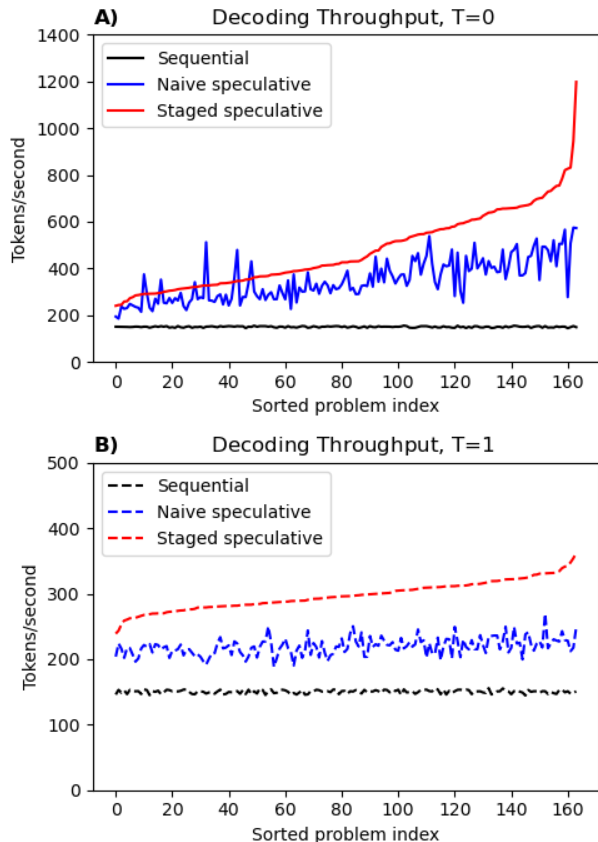 A) Decoding Throughput, T=0
1400
1200
1000
800
600
400
200
0
Tokens/second
Sequential
Naive speculative
Staged speculative
0 20 40 60 80 100 120 140 160
Sorted problem index
B) Decoding Throughput, T=1
500
400
300
200
100
0
Tokens/second
Sequential
Naive speculative
Staged speculative
0 20 40 60 80 100 120 140 160
Sorted problem index